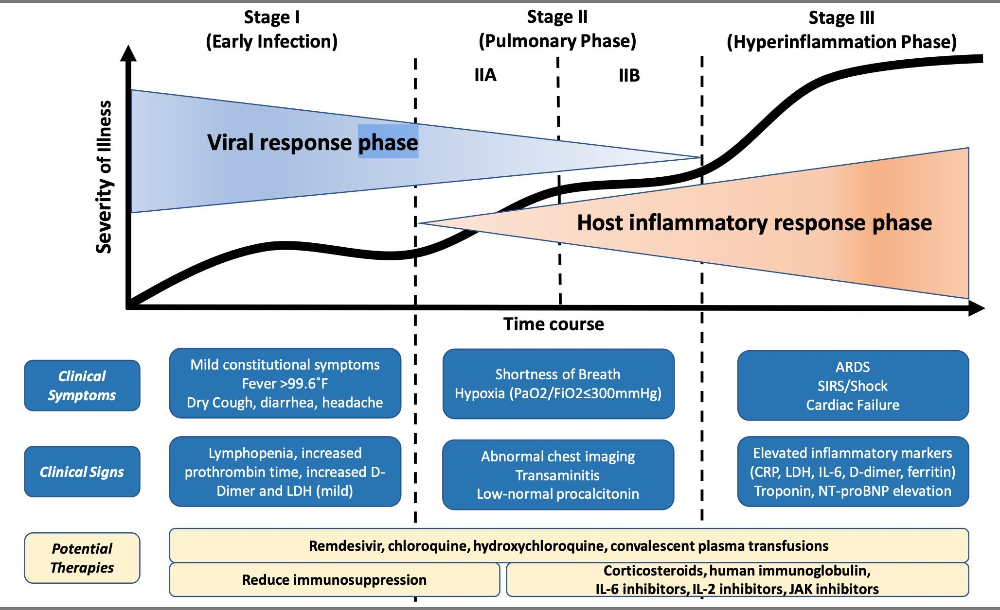 Stage I
(Early Infection)
Stage II
(Pulmonary Phase)
Stage III
(Hyperinflammation Phase)
IIA
IIB
Severity of Illness
Viral response phase
Host inflammatory response phase
Time course
Clinical
Symptoms
Mild constitutional symptoms
Fever >99.6°F
Dry Cough, diarrhea, headache
Shortness of Breath
Hypoxia (PaO2/FiO2≤300mmHg)
ARDS
SIRS/Shock
Cardiac Failure
Clinical Signs
Lymphopenia, increased
prothrombin time, increased D-
Dimer and LDH (mild)
Abnormal chest imaging
Transaminitis
Low-normal procalcitonin
Elevated inflammatory markers
(CRP, LDH, IL-6, D-dimer, ferritin)
Troponin, NT-proBNP elevation
Potential
Therapies
Remdesivir, chloroquine, hydroxychloroquine, convalescent plasma transfusions
Reduce immunosuppression
Corticosteroids, human immunoglobulin,
IL-6 inhibitors, IL-2 inhibitors, JAK inhibitors